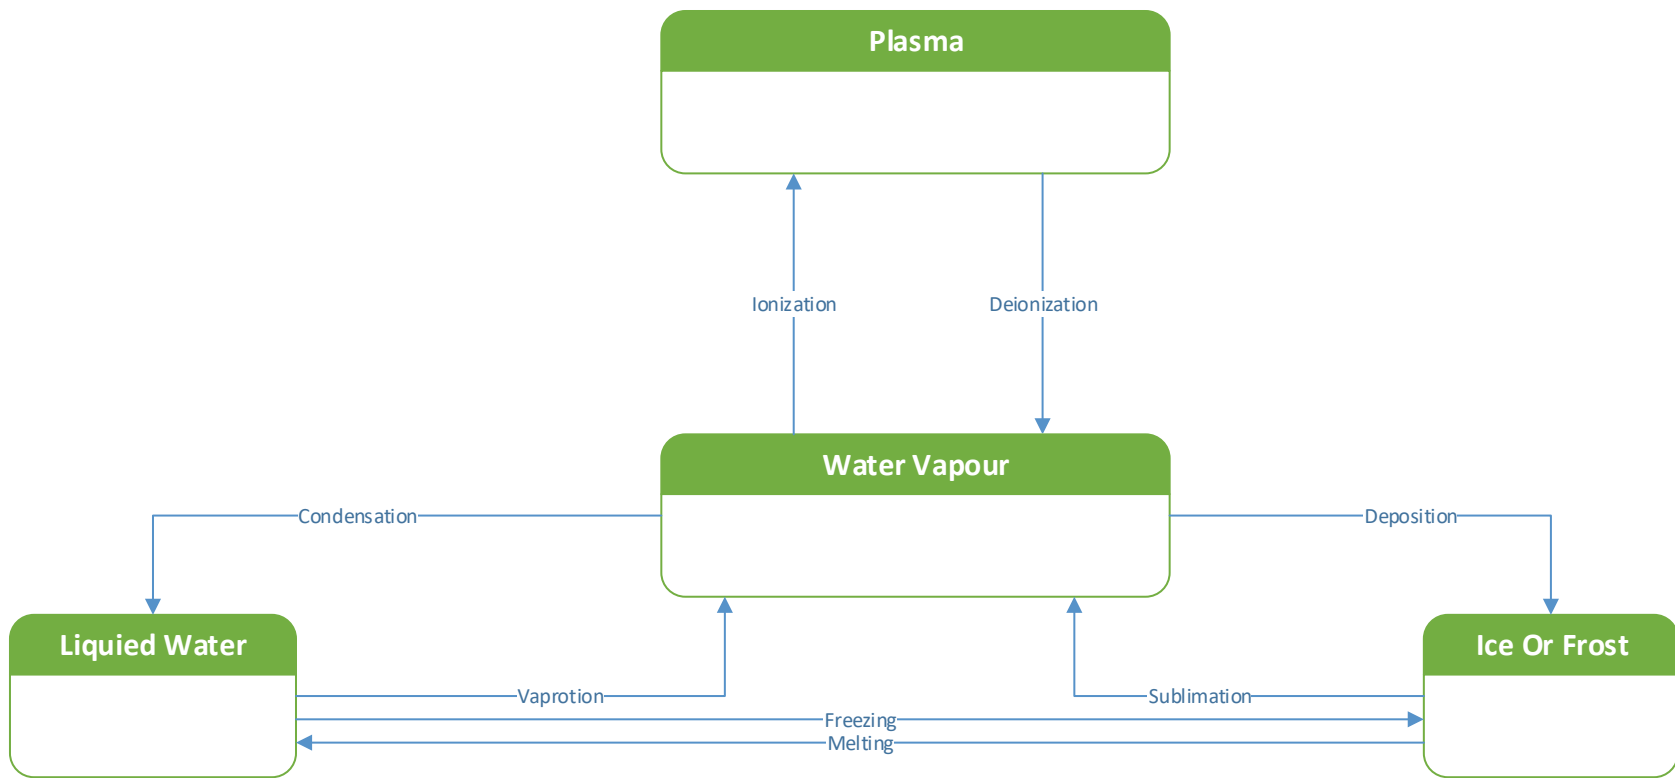 Plasma
Ionization
Deionization
Water Vapour
Condensation
Deposition
Liquied Water
Ice Or Frost
Vaprotion
Sublimation
Freezing
Melting